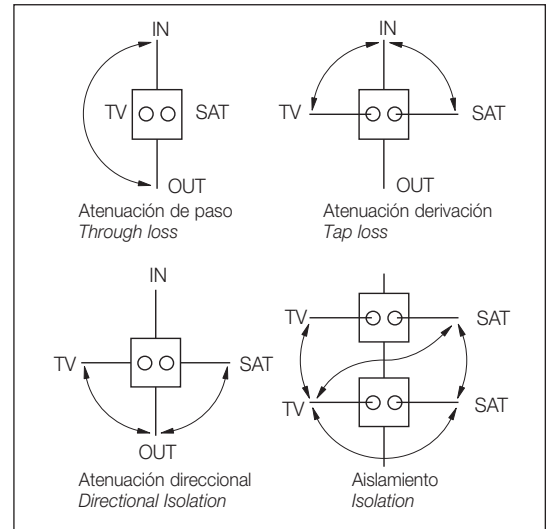 IN
TV SAT
OUT
Atenuación de paso
Through loss
IN
TV SAT
OUT
Atenuación derivación
Tap loss
IN
TV SAT
OUT
Atenuación direccional
Directional Isolation
TV SAT
TV SAT
Aislamiento
Isolation